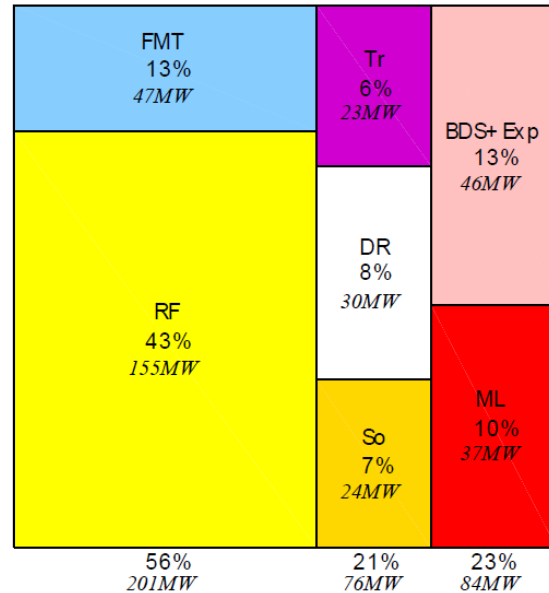 FMT
13%
47MW
RF
43%
155MW
56%
201MW
Tr
6%
23MW
DR
8%
30MW
So
7%
24MW
21%
76MW
BDS+ Exp
13%
46MW
ML
10%
37MW
23%
84MW